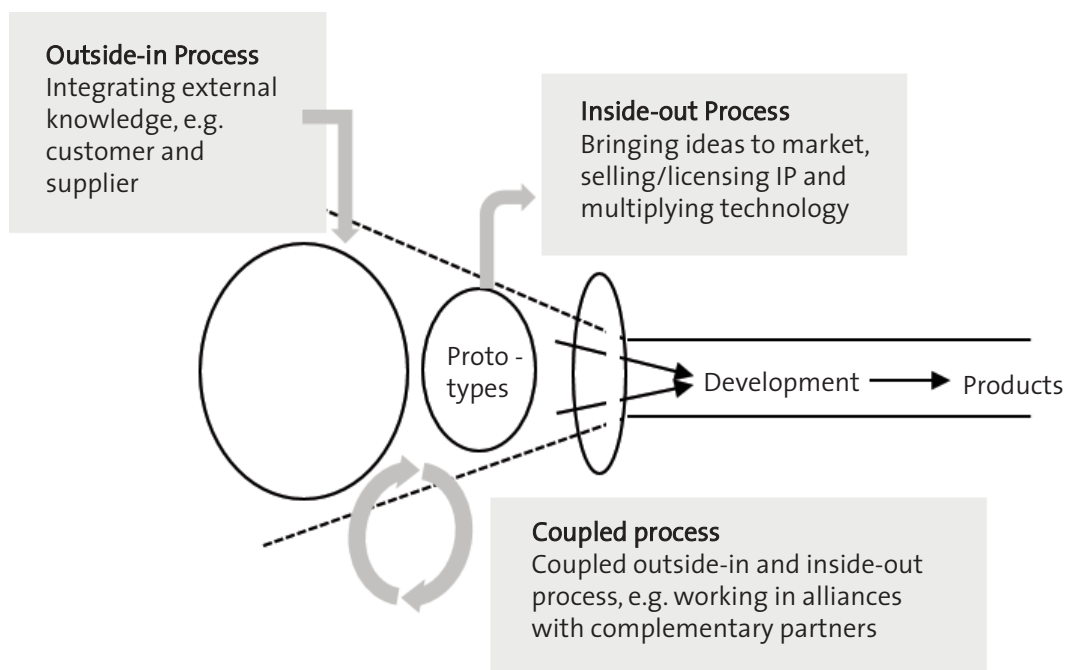 Outside-in Process
Integrating external
knowledge, e.g.
customer and
supplier
Inside-out Process
Bringing ideas to market,
selling/licensing IP and
multiplying technology
Proto -
types
Development
Products
Coupled process
Coupled outside-in and inside-out
process, e.g. working in alliances
with complementary partners